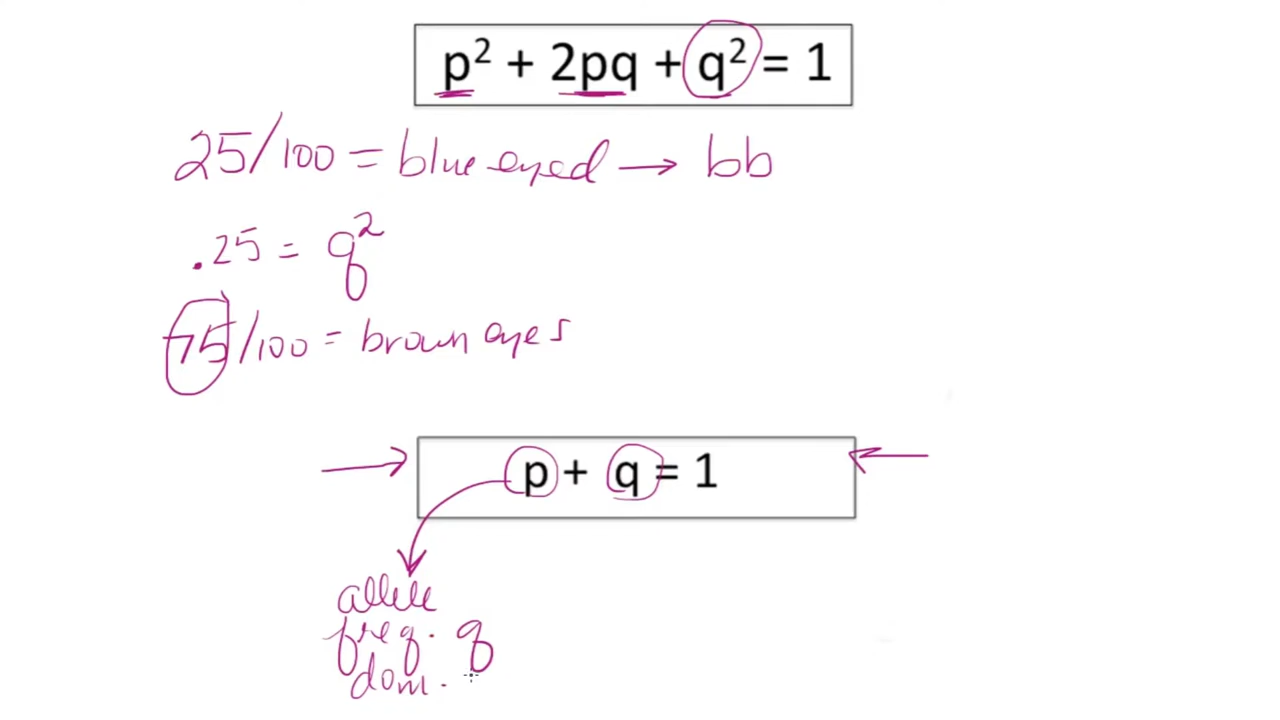 p² + 2pq + q² = 1
25/100 = blue eyed → bb
.25 = q²
75/100 = brown eyes
p + q = 1
allele
freq. q
dom.